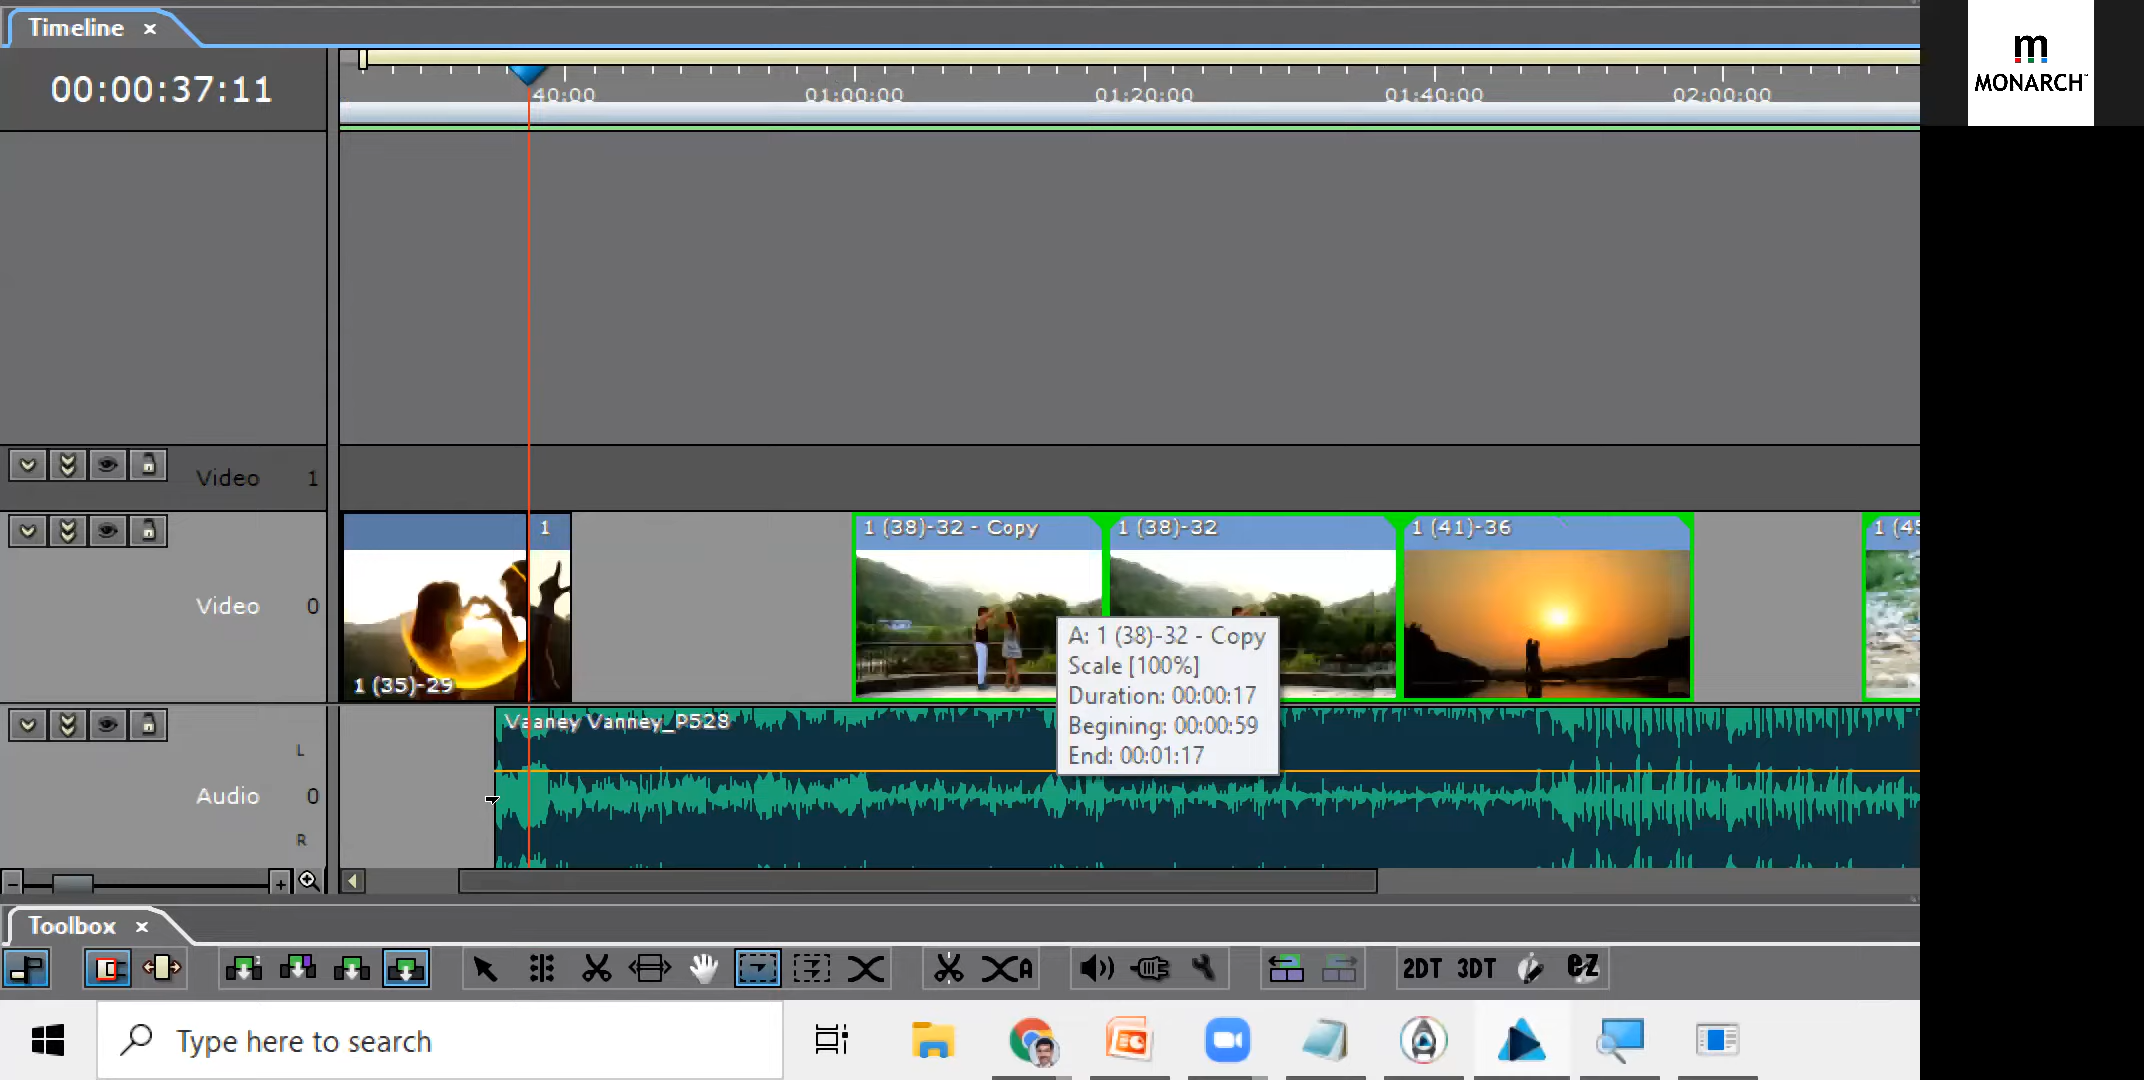 Timeline ×
00:00:37:11
40:00 01:00:00 01:20:00 01:40:00 02:00:00
m
MONARCH
Video 1
Video 0
1
1 (35)-29
1 (38)-32 - Copy
1 (38)-32
1 (41)-36
1 (45
A: 1 (38)-32 - Copy
Scale [100%]
Duration: 00:00:17
Begining: 00:00:59
End: 00:01:17
Vaaney Vanney_P528
L
Audio 0
R
Toolbox ×
A 2DT 3DT ez
Type here to search